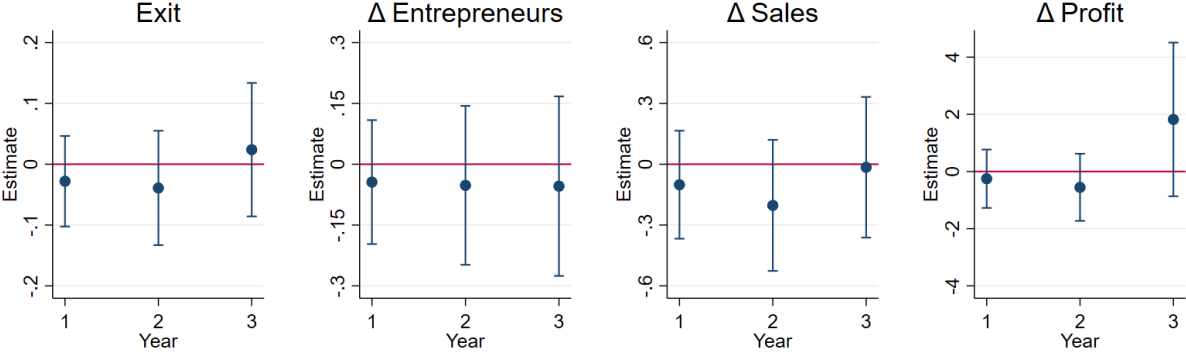 Exit
Estimate
.2
.1
0
-.1
-.2
1 2 3
Year
Δ Entrepreneurs
Estimate
.3
.15
0
-.15
-.3
1 2 3
Year
Δ Sales
Estimate
.6
.3
0
-.3
-.6
1 2 3
Year
Δ Profit
Estimate
4
2
0
-2
-4
1 2 3
Year